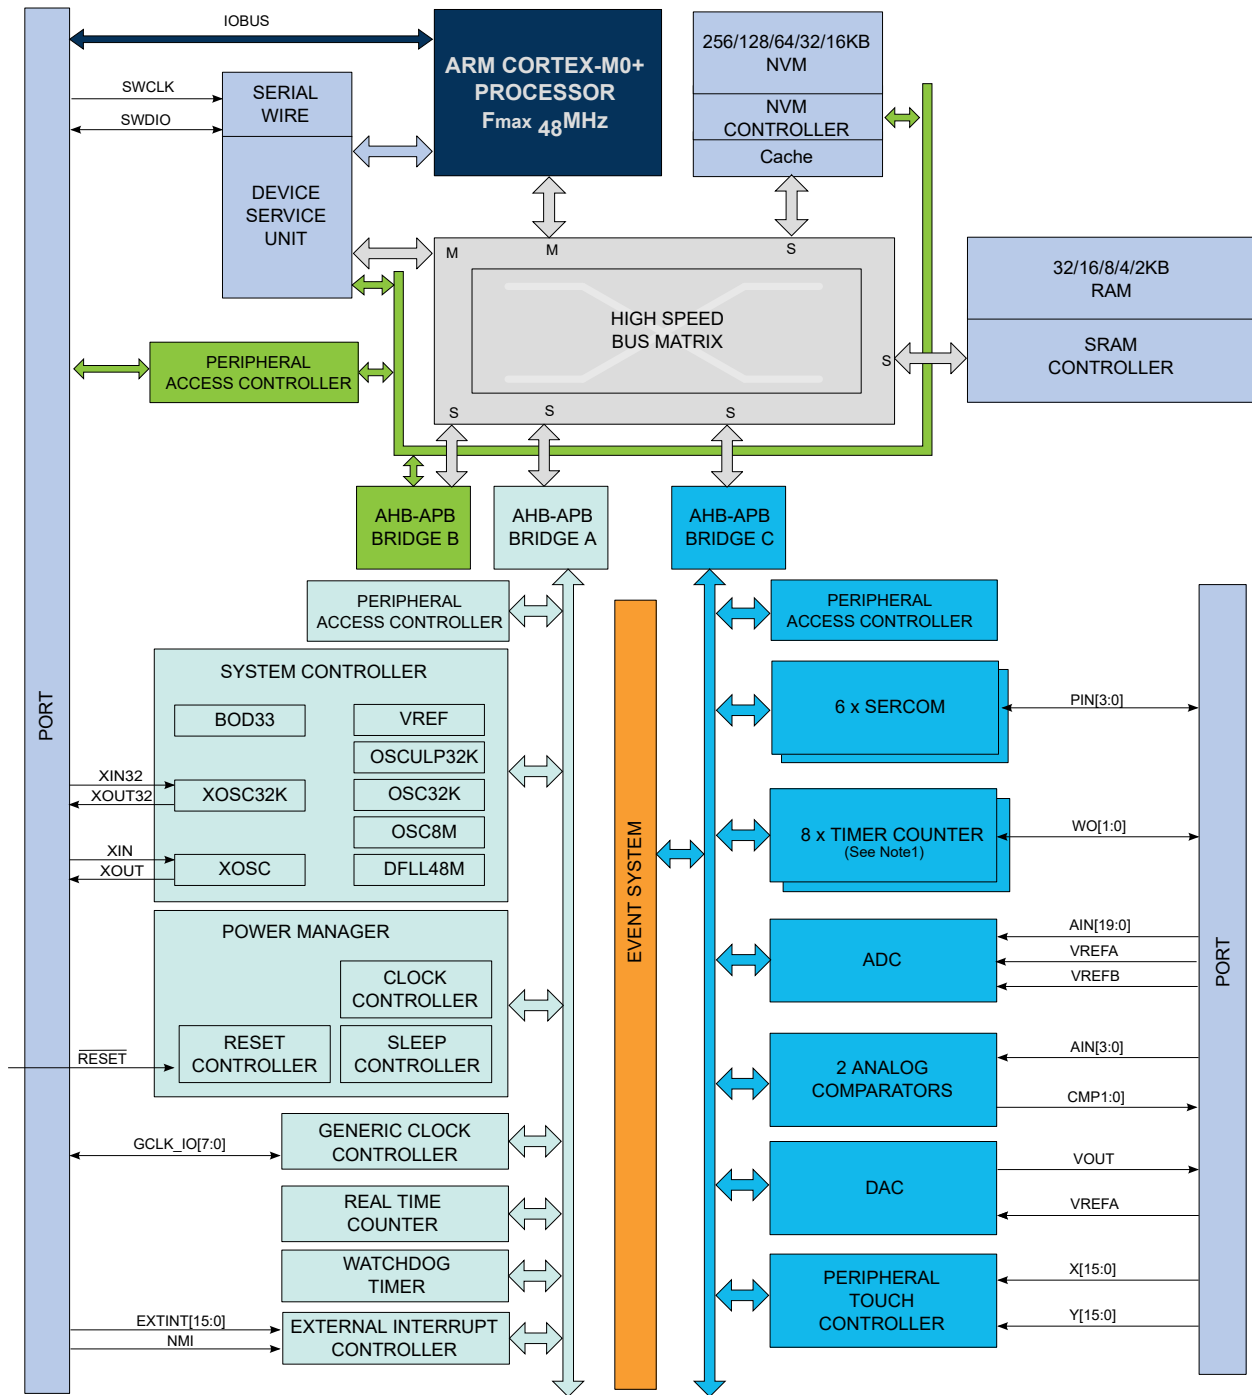 IOBUS
ARM CORTEX-M0+
PROCESSOR
Fmax 48MHz
256/128/64/32/16KB
NVM
NVM
CONTROLLER
Cache
SWCLK
SWDIO
SERIAL
WIRE
DEVICE
SERVICE
UNIT
M
M
S
HIGH SPEED
BUS MATRIX
S
32/16/8/4/2KB
RAM
SRAM
CONTROLLER
PERIPHERAL
ACCESS CONTROLLER
S
S
S
AHB-APB
BRIDGE B
AHB-APB
BRIDGE A
AHB-APB
BRIDGE C
PORT
PERIPHERAL
ACCESS CONTROLLER
SYSTEM CONTROLLER
BOD33
VREF
OSCULP32K
XIN32
XOUT32
XOSC32K
OSC32K
OSC8M
XIN
XOUT
XOSC
DFLL48M
POWER MANAGER
CLOCK
CONTROLLER
RESET
RESET
CONTROLLER
SLEEP
CONTROLLER
GCLK_IO[7:0]
GENERIC CLOCK
CONTROLLER
REAL TIME
COUNTER
WATCHDOG
TIMER
EXTINT[15:0]
NMI
EXTERNAL INTERRUPT
CONTROLLER
EVENT SYSTEM
PERIPHERAL
ACCESS CONTROLLER
6 x SERCOM
PIN[3:0]
8 x TIMER COUNTER
(See Note1)
WO[1:0]
ADC
AIN[19:0]
VREFA
VREFB
2 ANALOG
COMPARATORS
AIN[3:0]
CMP1:0]
DAC
VOUT
VREFA
PERIPHERAL
TOUCH
CONTROLLER
X[15:0]
Y[15:0]
PORT